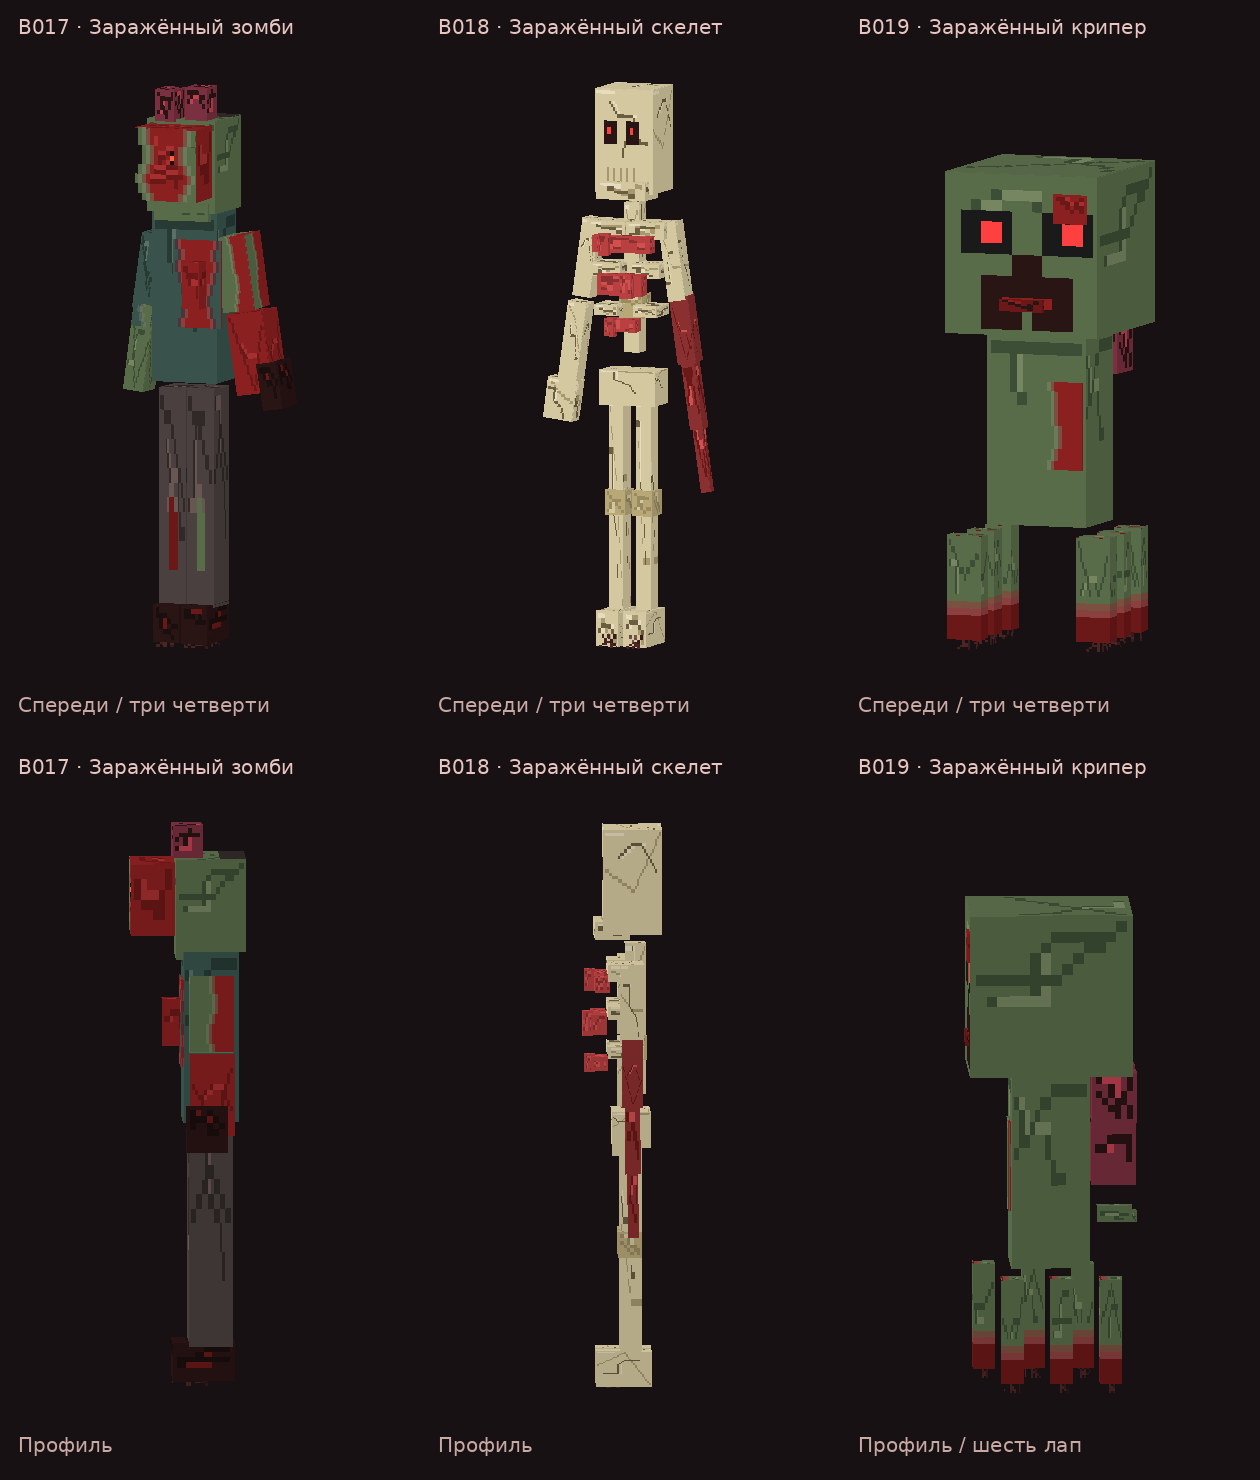 B017 · Заражённый зомби
B018 · Заражённый скелет
B019 · Заражённый крипер
Спереди / три четверти
Спереди / три четверти
Спереди / три четверти
B017 · Заражённый зомби
B018 · Заражённый скелет
B019 · Заражённый крипер
Профиль
Профиль
Профиль / шесть лап